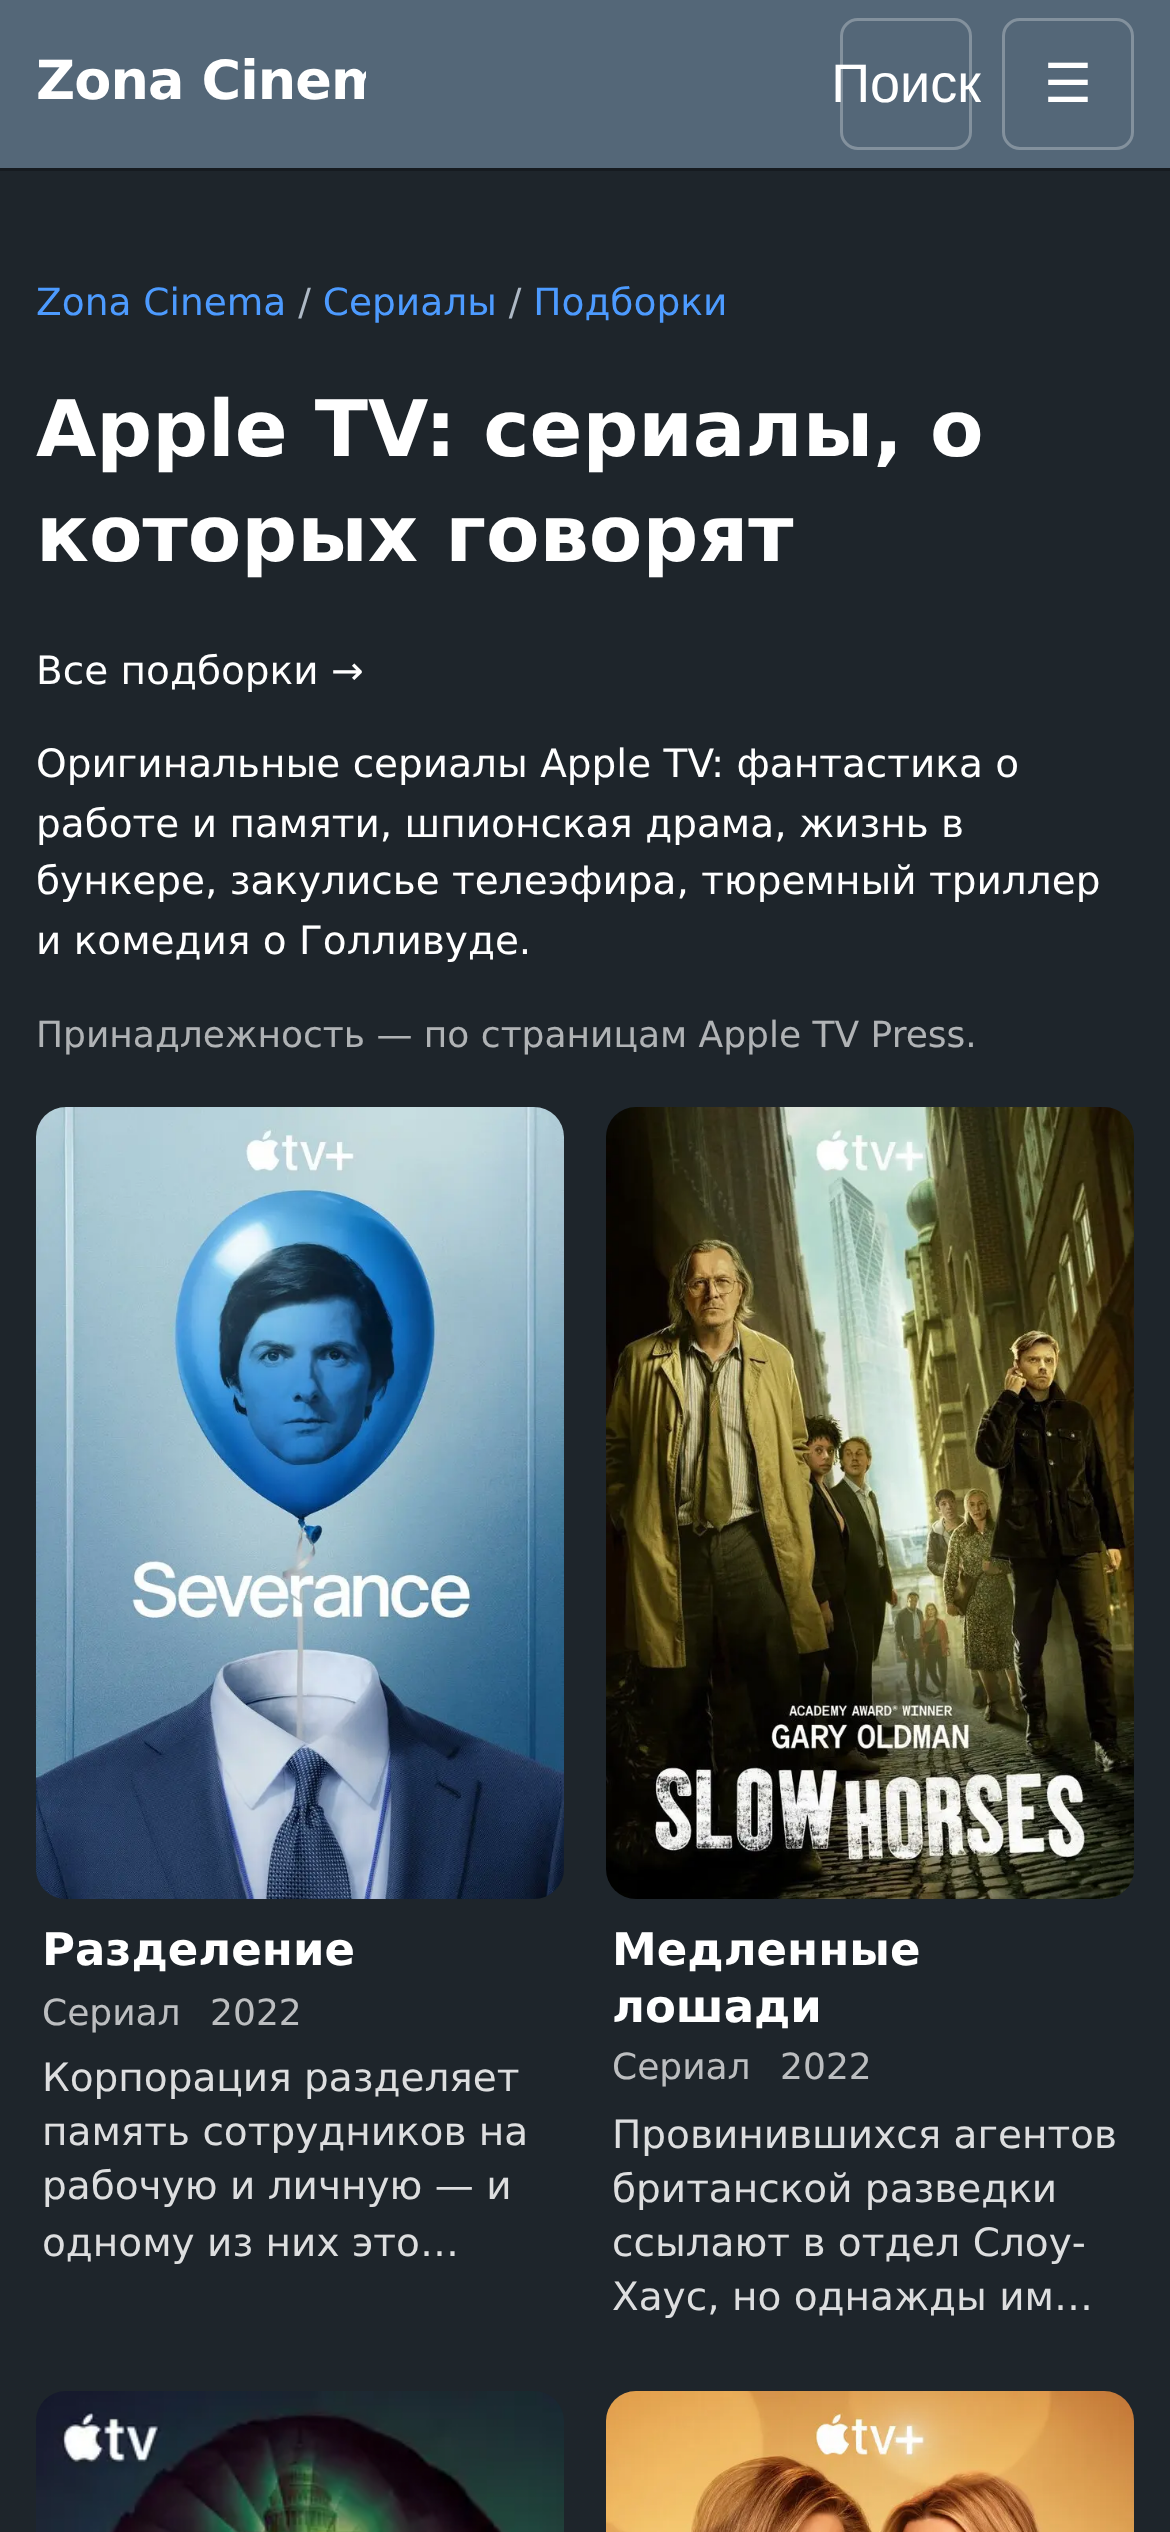 Zona Cinem
Поиск
☰
Zona Cinema / Сериалы / Подборки
Apple TV: сериалы, о
которых говорят
Все подборки →
Оригинальные сериалы Apple TV: фантастика о
работе и памяти, шпионская драма, жизнь в
бункере, закулисье телеэфира, тюремный триллер
и комедия о Голливуде.
Принадлежность — по страницам Apple TV Press.
tv+
Severance
tv+
ACADEMY AWARD® WINNER
GARY OLDMAN
SLOW HORSES
Разделение
Сериал 2022
Корпорация разделяет
память сотрудников на
рабочую и личную — и
одному из них это…
Медленные
лошади
Сериал 2022
Провинившихся агентов
британской разведки
ссылают в отдел Слоу-
Хаус, но однажды им…
tv
tv+